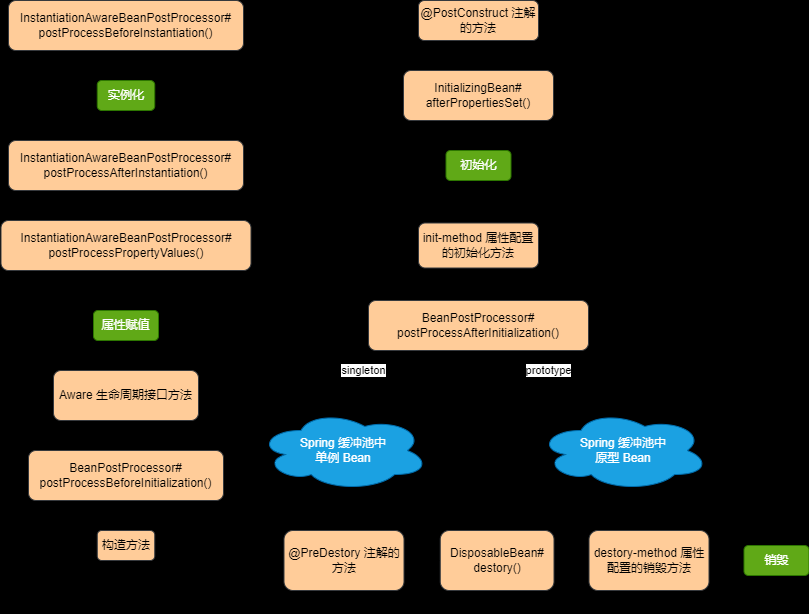 InstantiationAwareBeanPostProcessor#
postProcessBeforeInstantiation()
实例化
InstantiationAwareBeanPostProcessor#
postProcessAfterInstantiation()
InstantiationAwareBeanPostProcessor#
postProcessPropertyValues()
属性赋值
Aware 生命周期接口方法
BeanPostProcessor#
postProcessBeforeInitialization()
构造方法
@PostConstruct 注解
的方法
InitializingBean#
afterPropertiesSet()
初始化
init-method 属性配置
的初始化方法
BeanPostProcessor#
postProcessAfterInitialization()
singleton
prototype
Spring 缓冲池中
单例 Bean
Spring 缓冲池中
原型 Bean
@PreDestory 注解的
方法
DisposableBean#
destory()
destory-method 属性
配置的销毁方法
销毁